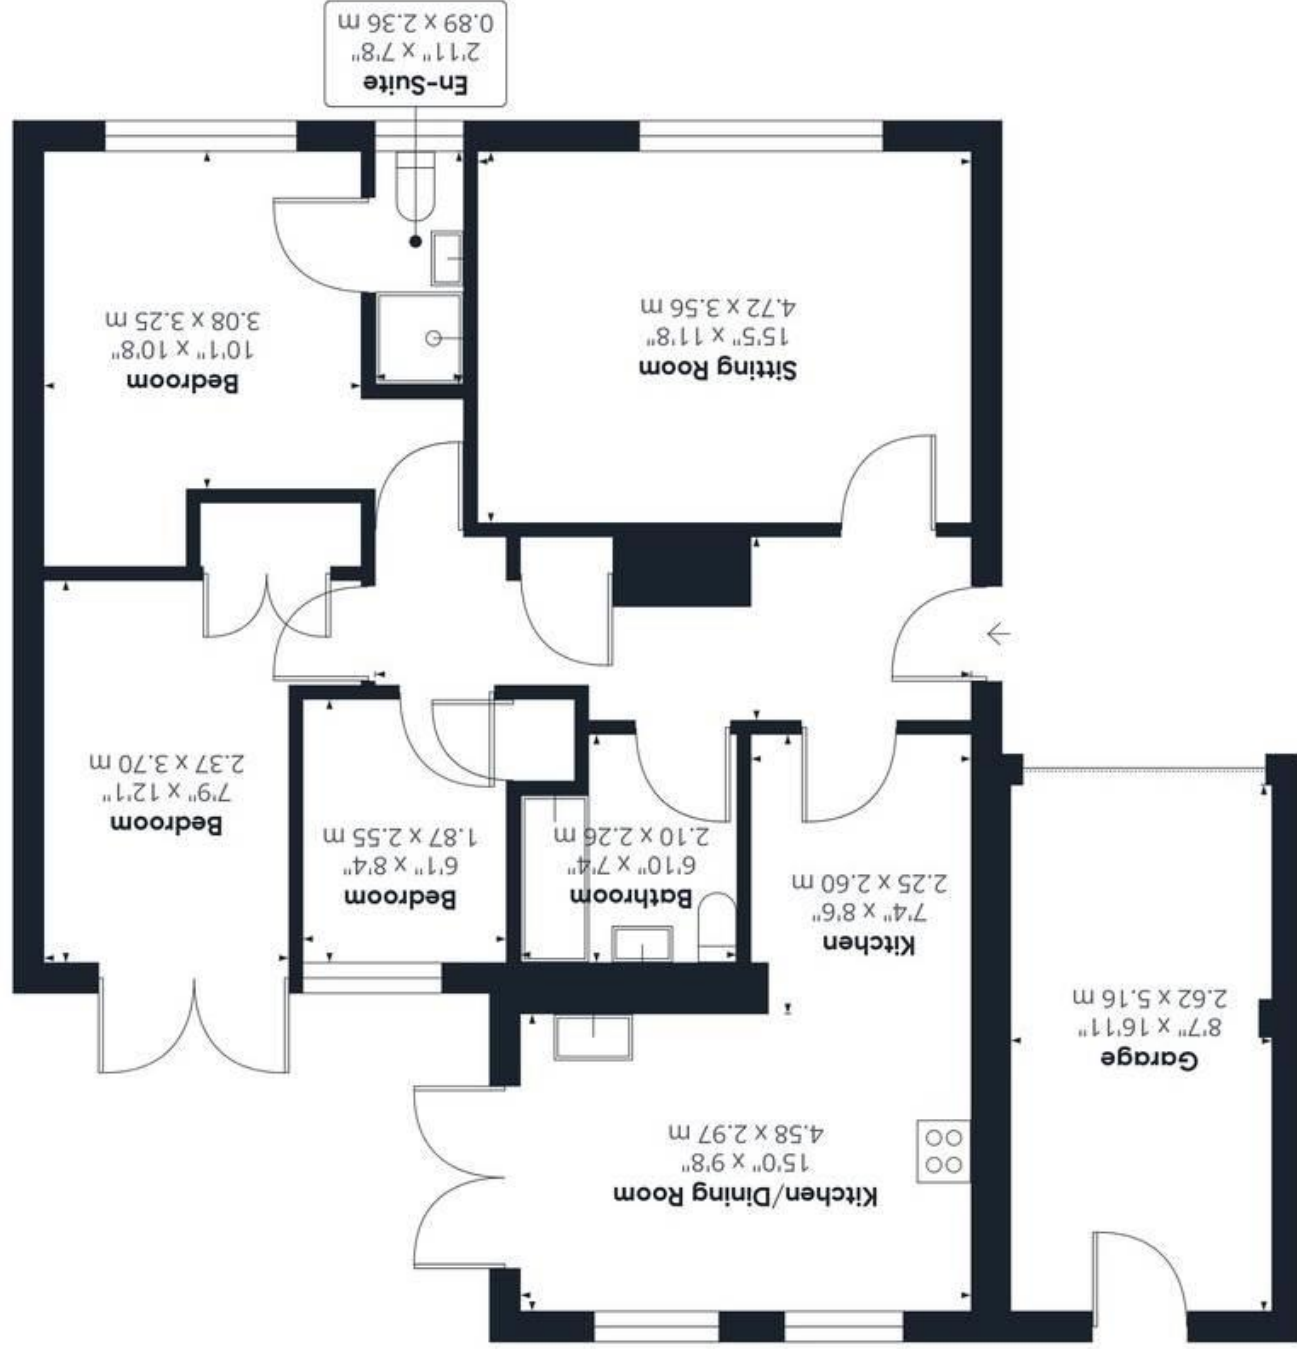 Garage
8'7" x 16'11"
2.62 x 5.16 m
Kitchen/Dining Room
15'0" x 9'8"
4.58 x 2.97 m
Kitchen
7'4" x 8'6"
2.25 x 2.60 m
Bathroom
6'10" x 7'4"
2.10 x 2.26 m
Bedroom
6'1" x 8'4"
1.87 x 2.55 m
Bedroom
7'9" x 12'1"
2.37 x 3.70 m
Sitting Room
15'5" x 11'8"
4.72 x 3.56 m
Bedroom
10'1" x 10'8"
3.08 x 3.25 m
En-Suite
2'11" x 7'8"
0.89 x 2.36 m